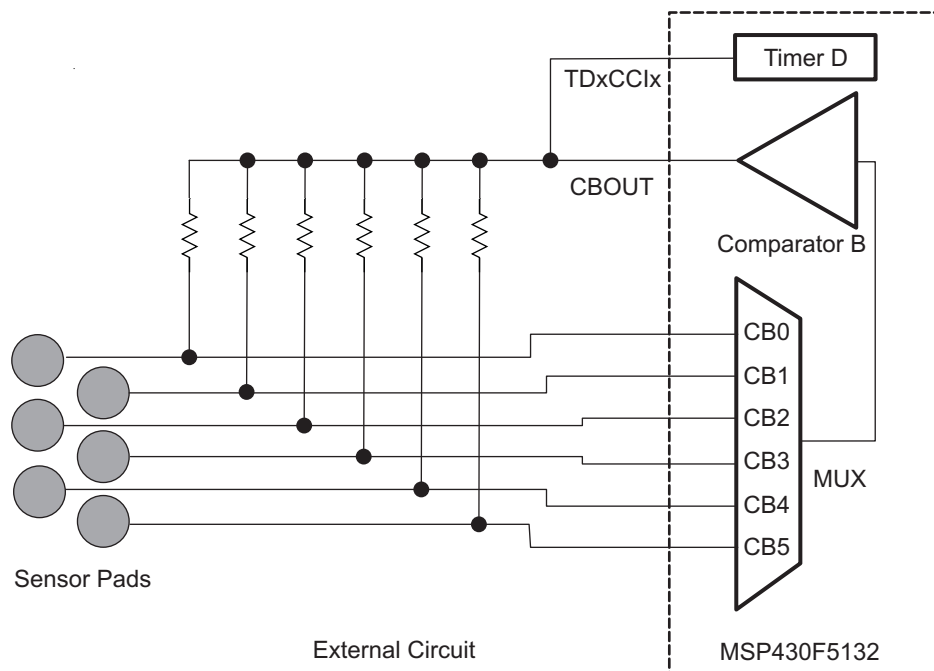 Timer D
TDxCCIx
CBOUT
Comparator B
CB0
CB1
CB2
CB3
MUX
CB4
CB5
Sensor Pads
External Circuit
MSP430F5132